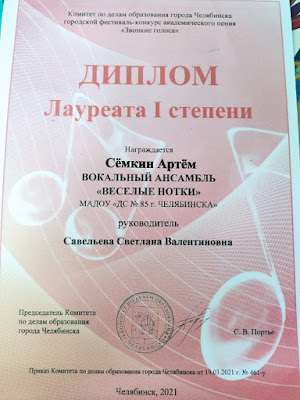 Комитет по делам образования города Челябинска
городской фестиваль-конкурс академического пения
«Звонкие голоса»
ДИПЛОМ
Лауреата I степени
Награждается
Сёмкин Артём
ВОКАЛЬНЫЙ АНСАМБЛЬ
«ВЕСЕЛЫЕ НОТКИ»
МАДОУ «ДС № 85 г. ЧЕЛЯБИНСКА»
руководитель
Савельева Светлана Валентиновна
Председатель Комитета
по делам образования
города Челябинска
С. В. Портье
Приказ Комитета по делам образования города Челябинска от 19.03.2021 г. № 461-у
Челябинск, 2021